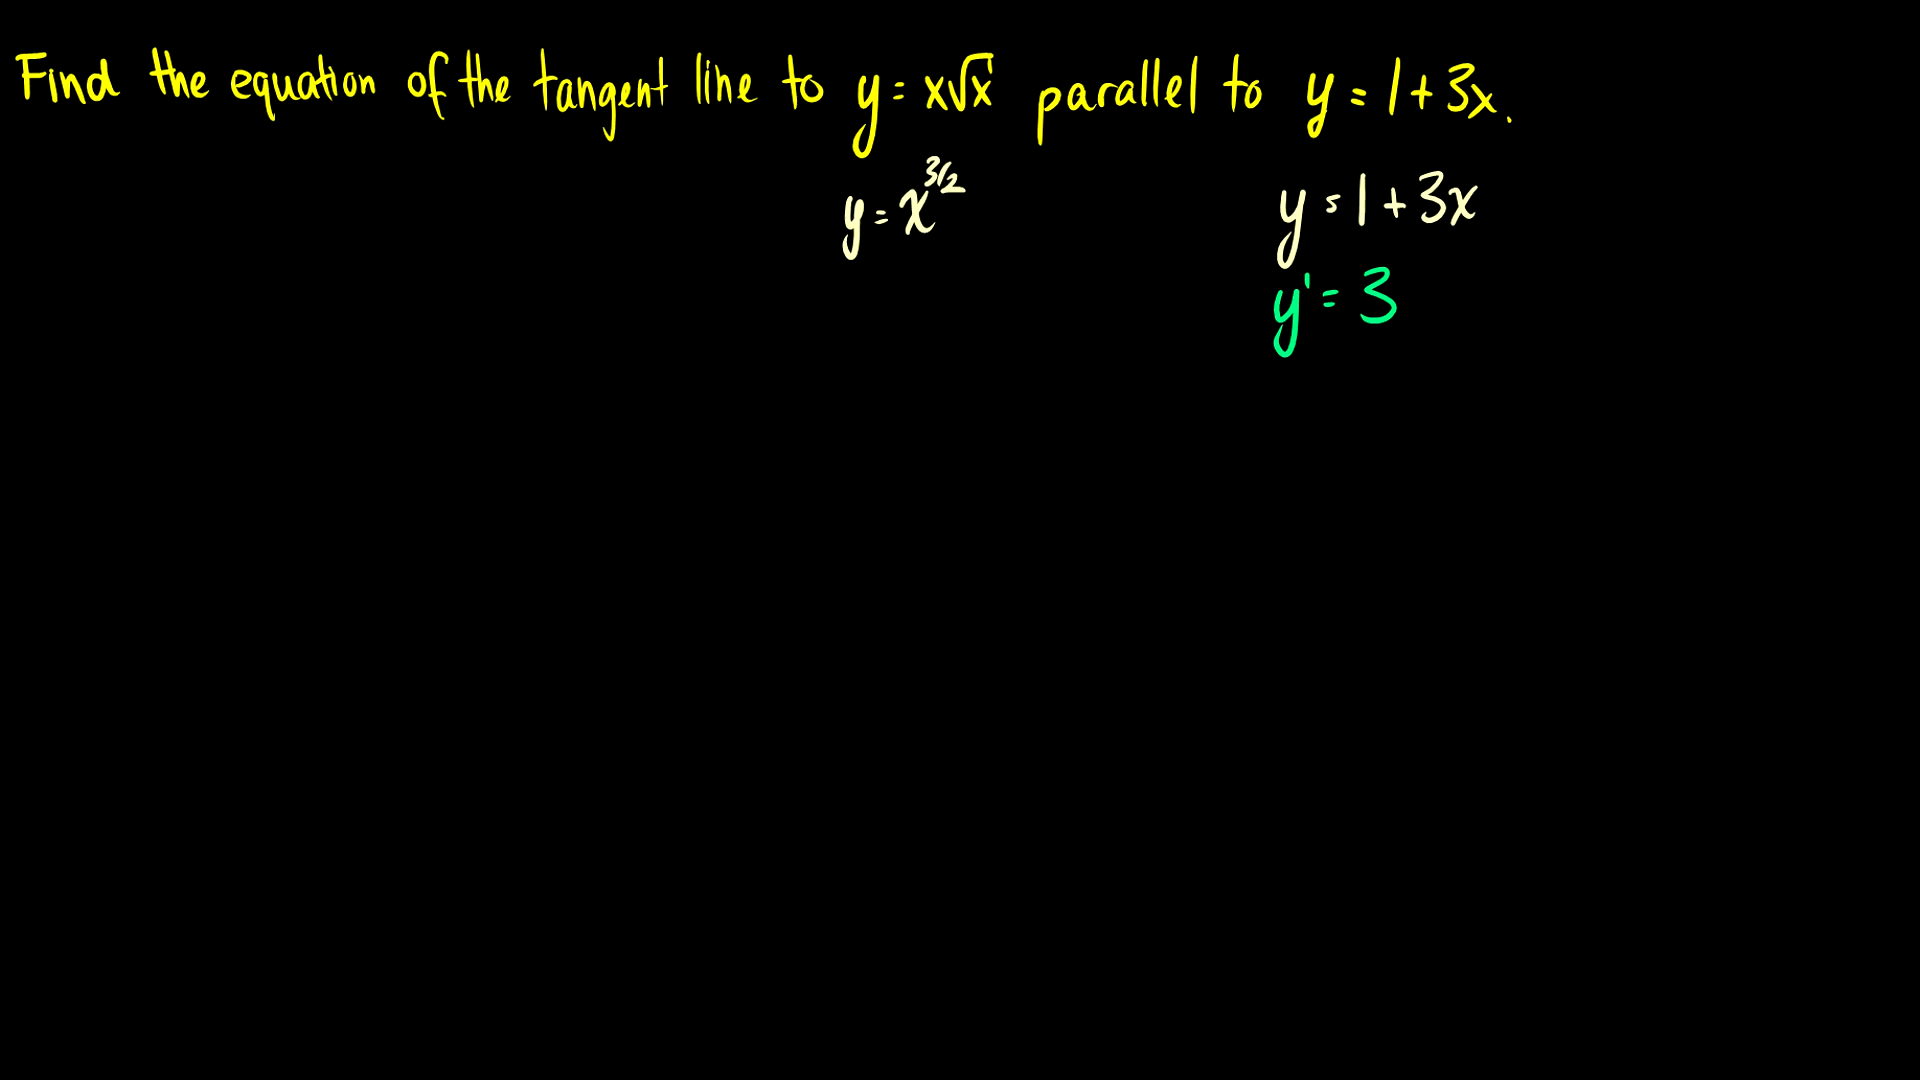 Find the equation of the tangent line to y = x√x parallel to y = 1 + 3x.
y = x^{3/2} y = 1 + 3x
y' = 3